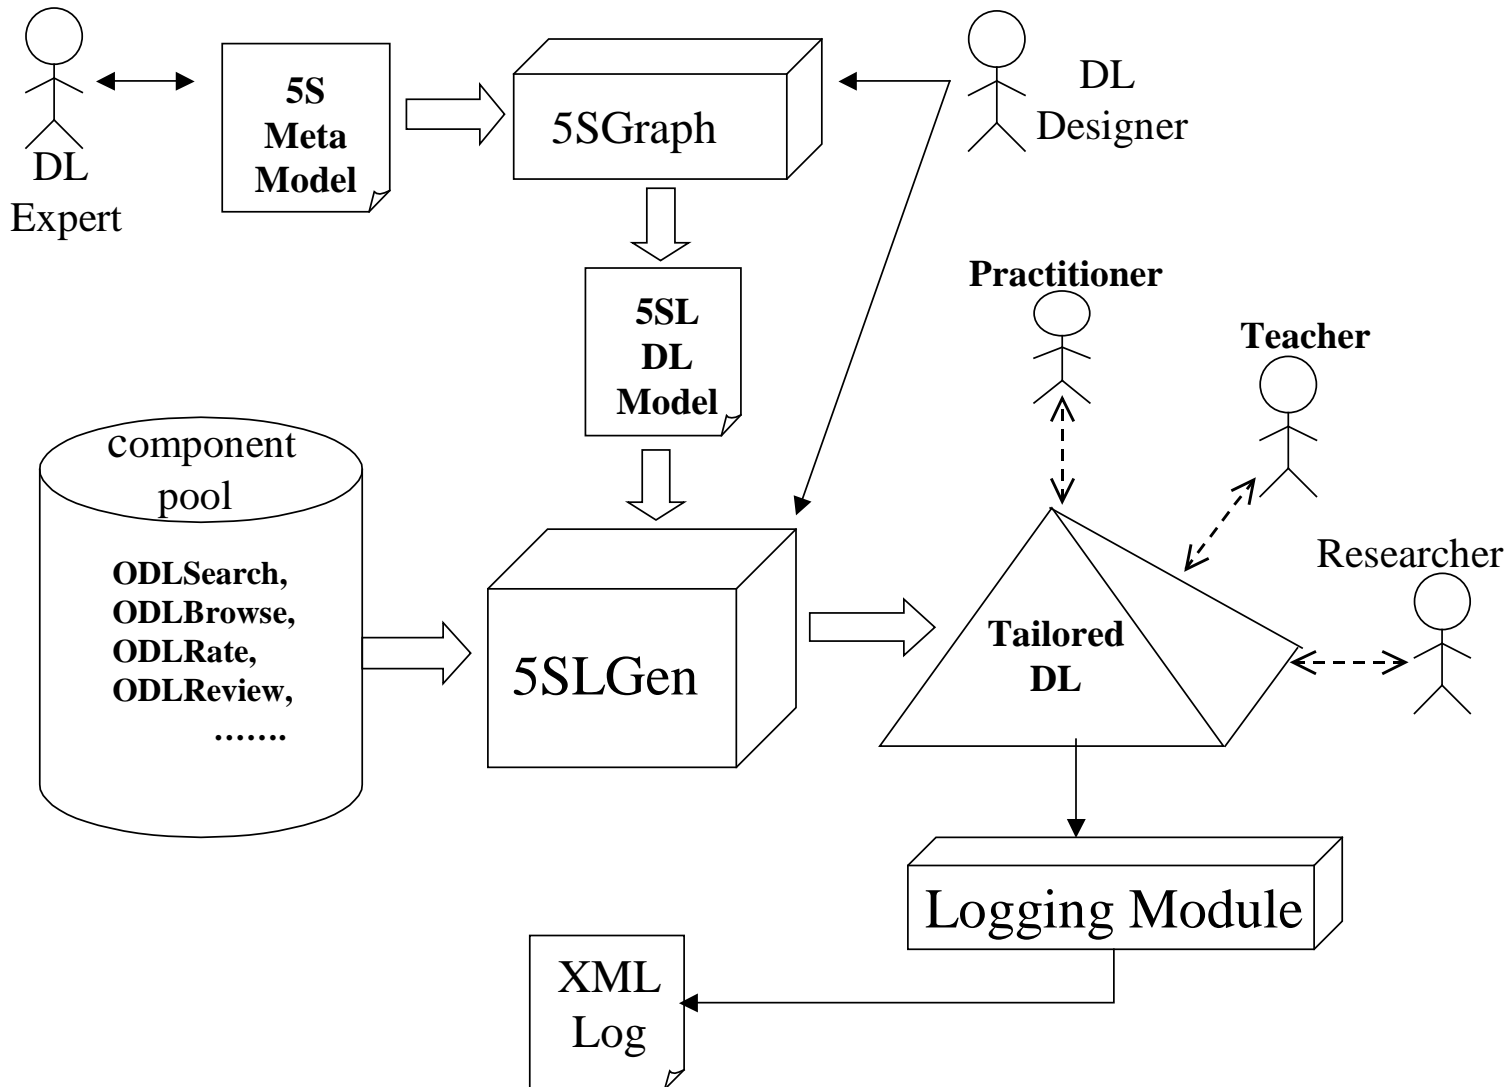 DL
Expert
5S
Meta
Model
5SGraph
DL
Designer
5SL
DL
Model
Practitioner
Teacher
Researcher
component
pool
ODLSearch,
ODLBrowse,
ODLRate,
ODLReview,
.......
5SLGen
Tailored
DL
Logging Module
XML
Log